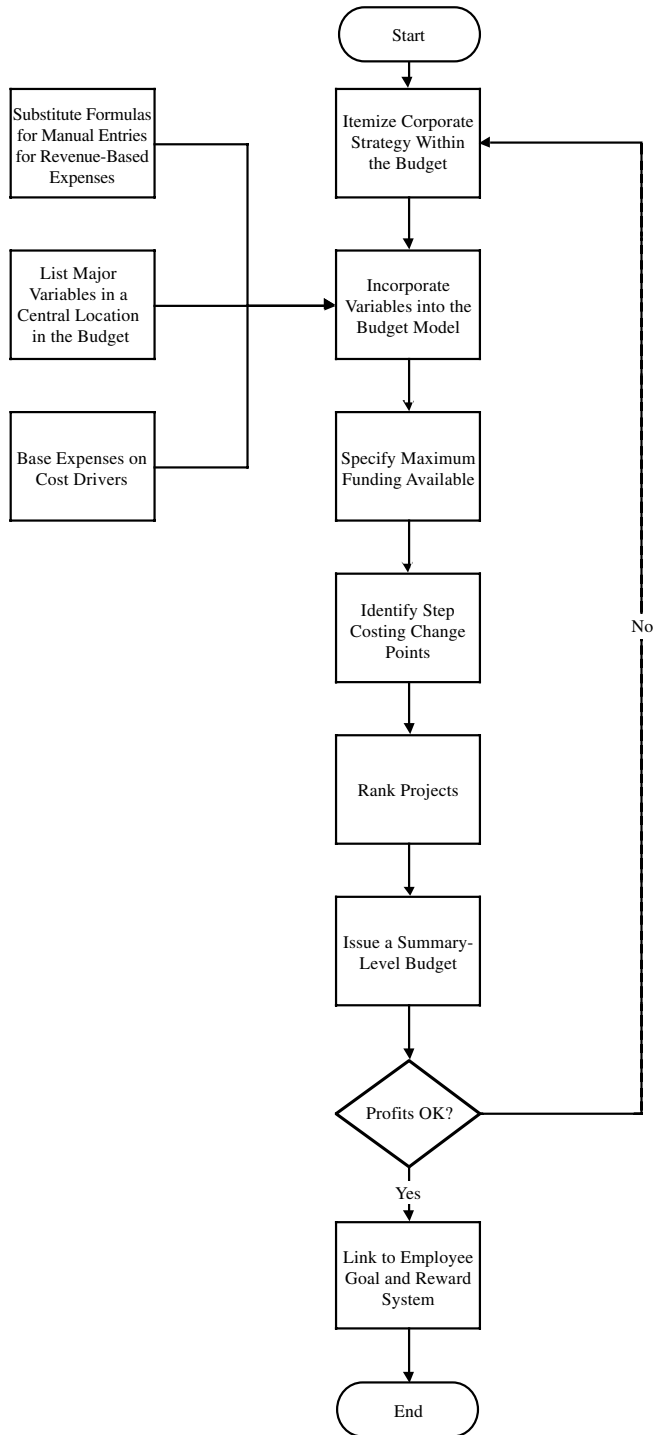 Start
Substitute Formulas
for Manual Entries
for Revenue-Based
Expenses
Itemize Corporate
Strategy Within
the Budget
List Major
Variables in a
Central Location
in the Budget
Incorporate
Variables into the
Budget Model
Base Expenses on
Cost Drivers
Specify Maximum
Funding Available
Identify Step
Costing Change
Points
No
Rank Projects
Issue a Summary-
Level Budget
Profits OK?
Yes
Link to Employee
Goal and Reward
System
End